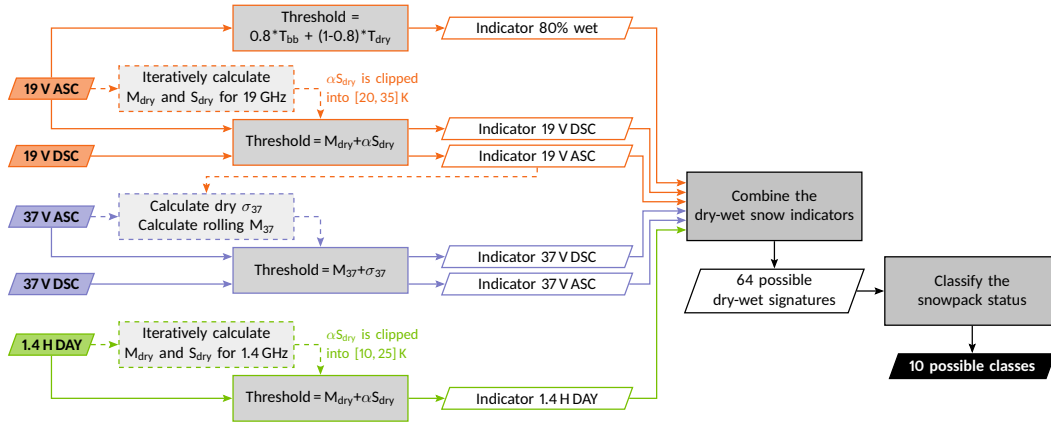 Threshold =
0.8*T_bb + (1-0.8)*T_dry
Indicator 80% wet
19 V ASC
Iteratively calculate
M_dry and S_dry for 19 GHz
αS_dry is clipped
into [20, 35] K
Threshold = M_dry+αS_dry
Indicator 19 V DSC
19 V DSC
Indicator 19 V ASC
37 V ASC
Calculate dry σ_37
Calculate rolling M_37
Threshold = M_37+σ_37
Indicator 37 V DSC
37 V DSC
Indicator 37 V ASC
1.4 H DAY
Iteratively calculate
M_dry and S_dry for 1.4 GHz
αS_dry is clipped
into [10, 25] K
Threshold = M_dry+αS_dry
Indicator 1.4 H DAY
Combine the
dry-wet snow indicators
64 possible
dry-wet signatures
Classify the
snowpack status
10 possible classes